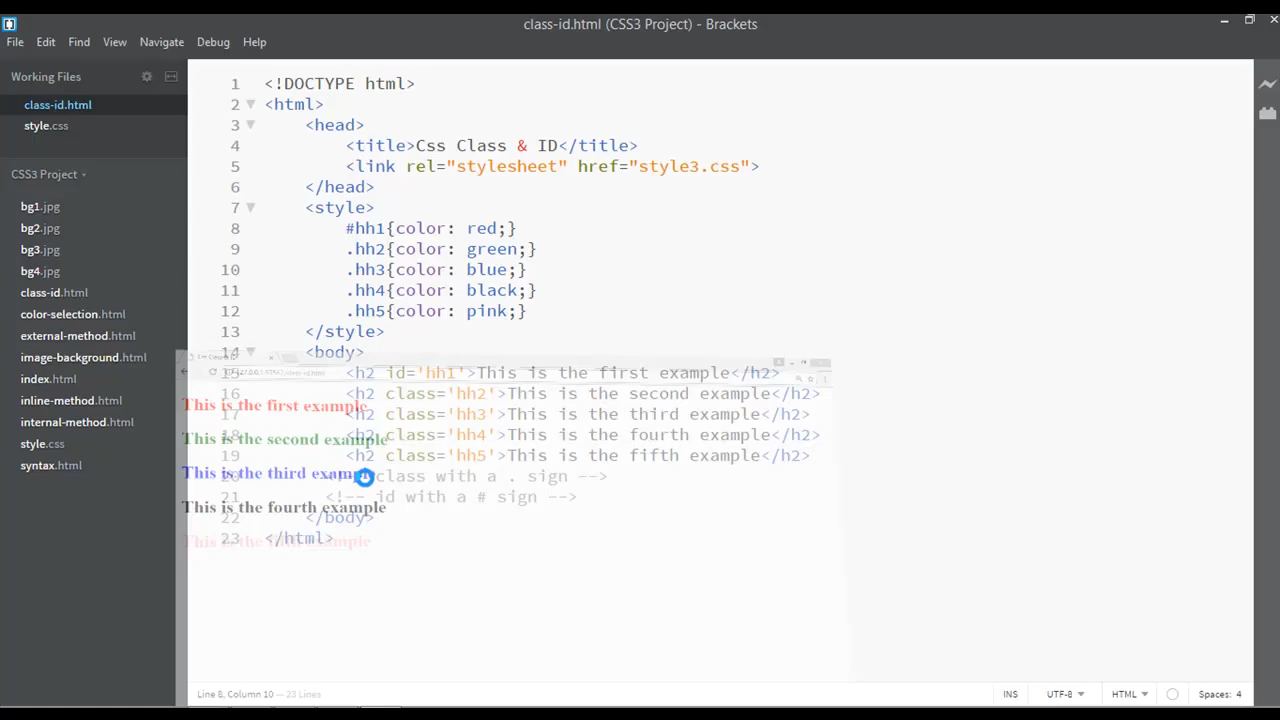 class-id.html (CSS3 Project) - Brackets
File Edit Find View Navigate Debug Help
Working Files
class-id.html
style.css
CSS3 Project
bg1.jpg
bg2.jpg
bg3.jpg
bg4.jpg
class-id.html
color-selection.html
external-method.html
image-background.html
index.html
inline-method.html
internal-method.html
style.css
syntax.html
1 <!DOCTYPE html>
2 <html>
3 <head>
4 <title>Css Class & ID</title>
5 <link rel="stylesheet" href="style3.css">
6 </head>
7 <style>
8 #hh1{color: red;}
9 .hh2{color: green;}
10 .hh3{color: blue;}
11 .hh4{color: black;}
12 .hh5{color: pink;}
13 </style>
14 <body>
15 <h2 id='hh1'>This is the first example</h2>
16 <h2 class='hh2'>This is the second example</h2>
17 <h2 class='hh3'>This is the third example</h2>
18 <h2 class='hh4'>This is the fourth example</h2>
19 <h2 class='hh5'>This is the fifth example</h2>
20 class with a . sign -->
21 <!-- id with a # sign -->
22 </body>
23 </html>
This is the first example
This is the second example
This is the third example
This is the fourth example
This is the fifth example
Line 8, Column 10 — 23 Lines
INS UTF-8 HTML Spaces: 4